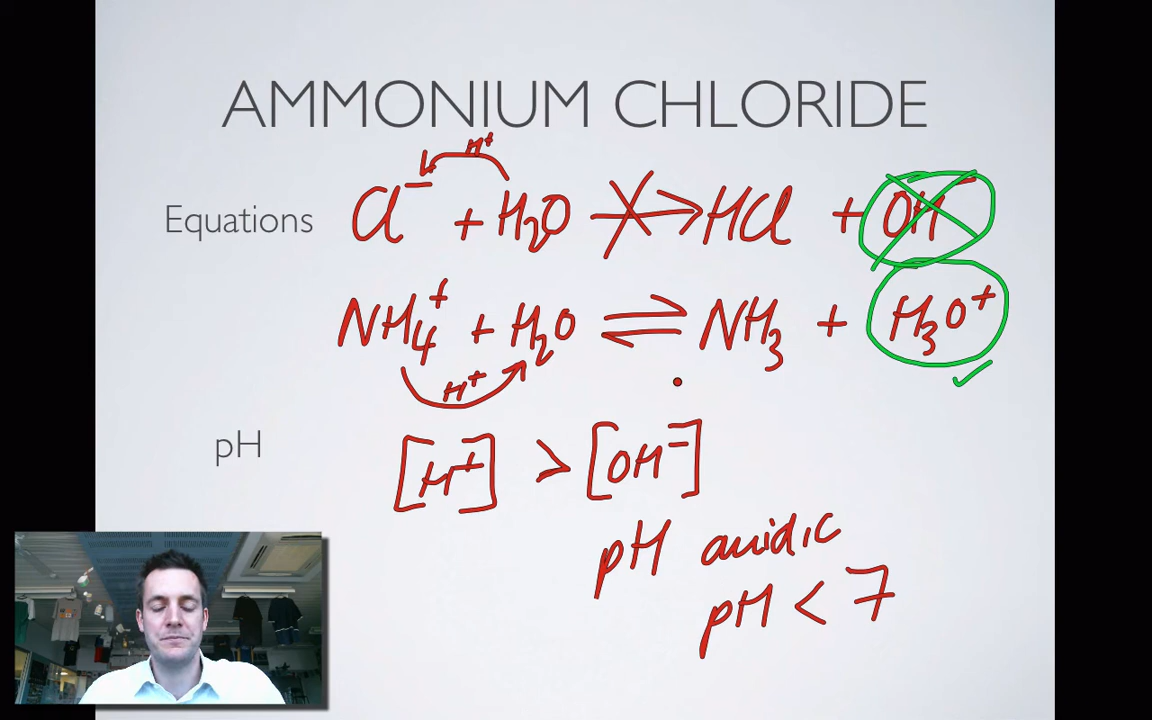 AMMONIUM CHLORIDE
H+
Equations Cl⁻ + H₂O → HCl + OH⁻
NH₄⁺ + H₂O ⇌ NH₃ + H₃O⁺
H+
pH [H⁺] > [OH⁻]
pH acidic
pH < 7